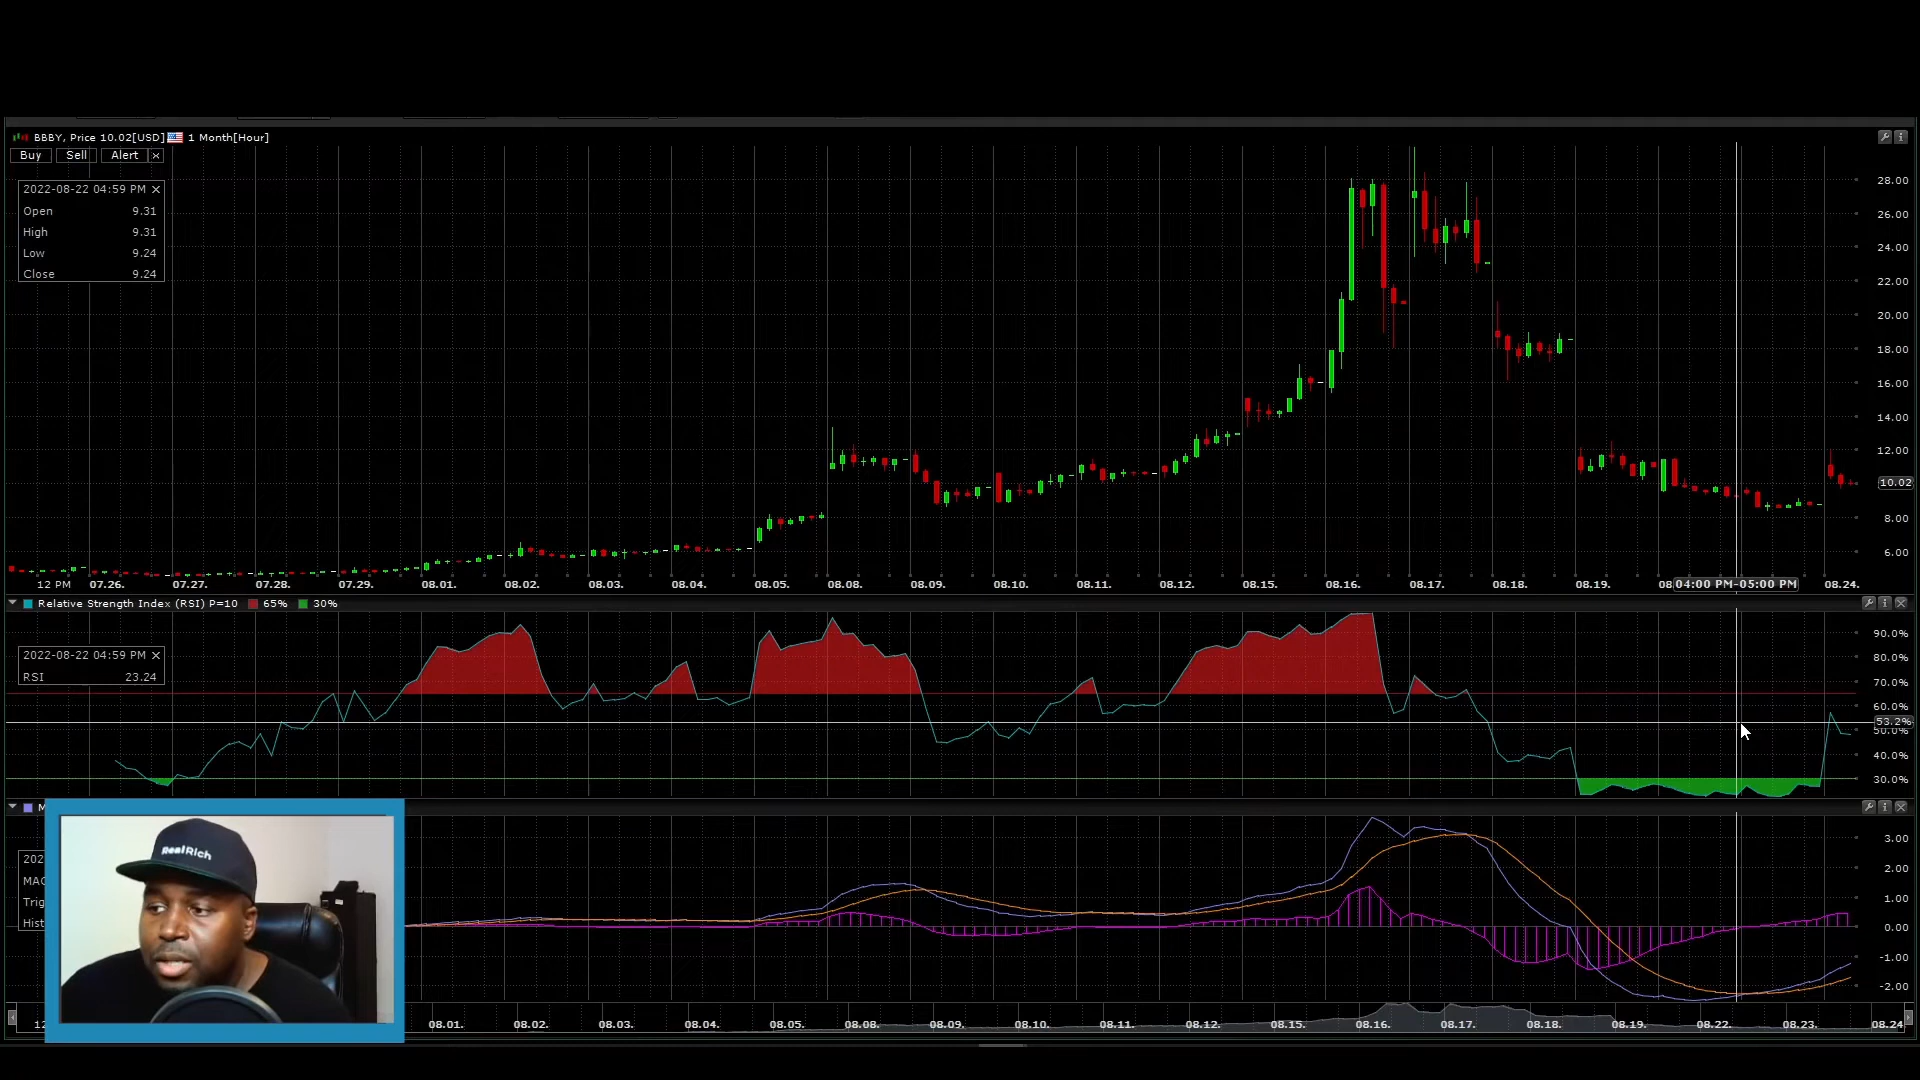 BBBY, Price 10.02[USD] 1 Month[Hour]
Buy Sell Alert
2022-08-22 04:59 PM
Open 9.31
High 9.31
Low 9.24
Close 9.24
28.00
26.00
24.00
22.00
20.00
18.00
16.00
14.00
12.00
10.02
8.00
6.00
12 PM 07.26. 07.27. 07.28. 07.29. 08.01. 08.02. 08.03. 08.04. 08.05. 08.08. 08.09. 08.10. 08.11. 08.12. 08.15. 08.16. 08.17. 08.18. 08.19. 08 04:00 PM-05:00 PM 08.24.
Relative Strength Index (RSI) P=10 65% 30%
2022-08-22 04:59 PM
RSI 23.24
90.0%
80.0%
70.0%
60.0%
53.2%
50.0%
40.0%
30.0%
M
202
MAC
Trig
Hist
RealRich
3.00
2.00
1.00
0.00
-1.00
-2.00
12 08.01. 08.02. 08.03. 08.04. 08.05. 08.08. 08.09. 08.10. 08.11. 08.12. 08.15. 08.16. 08.17. 08.18. 08.19. 08.22. 08.23. 08.24